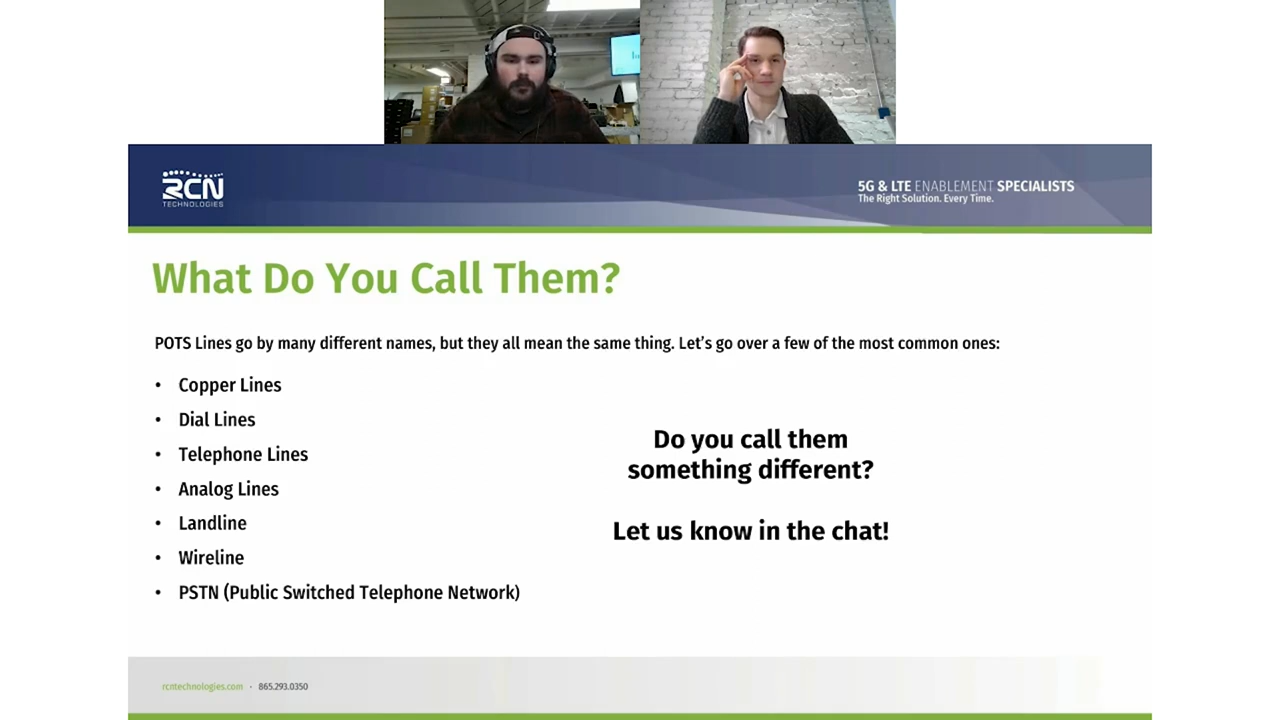 RCN
TECHNOLOGIES
5G & LTE ENABLEMENT SPECIALISTS
The Right Solution. Every Time.
What Do You Call Them?
POTS Lines go by many different names, but they all mean the same thing. Let's go over a few of the most common ones:
• Copper Lines
• Dial Lines
• Telephone Lines
• Analog Lines
• Landline
• Wireline
• PSTN (Public Switched Telephone Network)
Do you call them
something different?
Let us know in the chat!
rcntechnologies.com · 865.293.0350